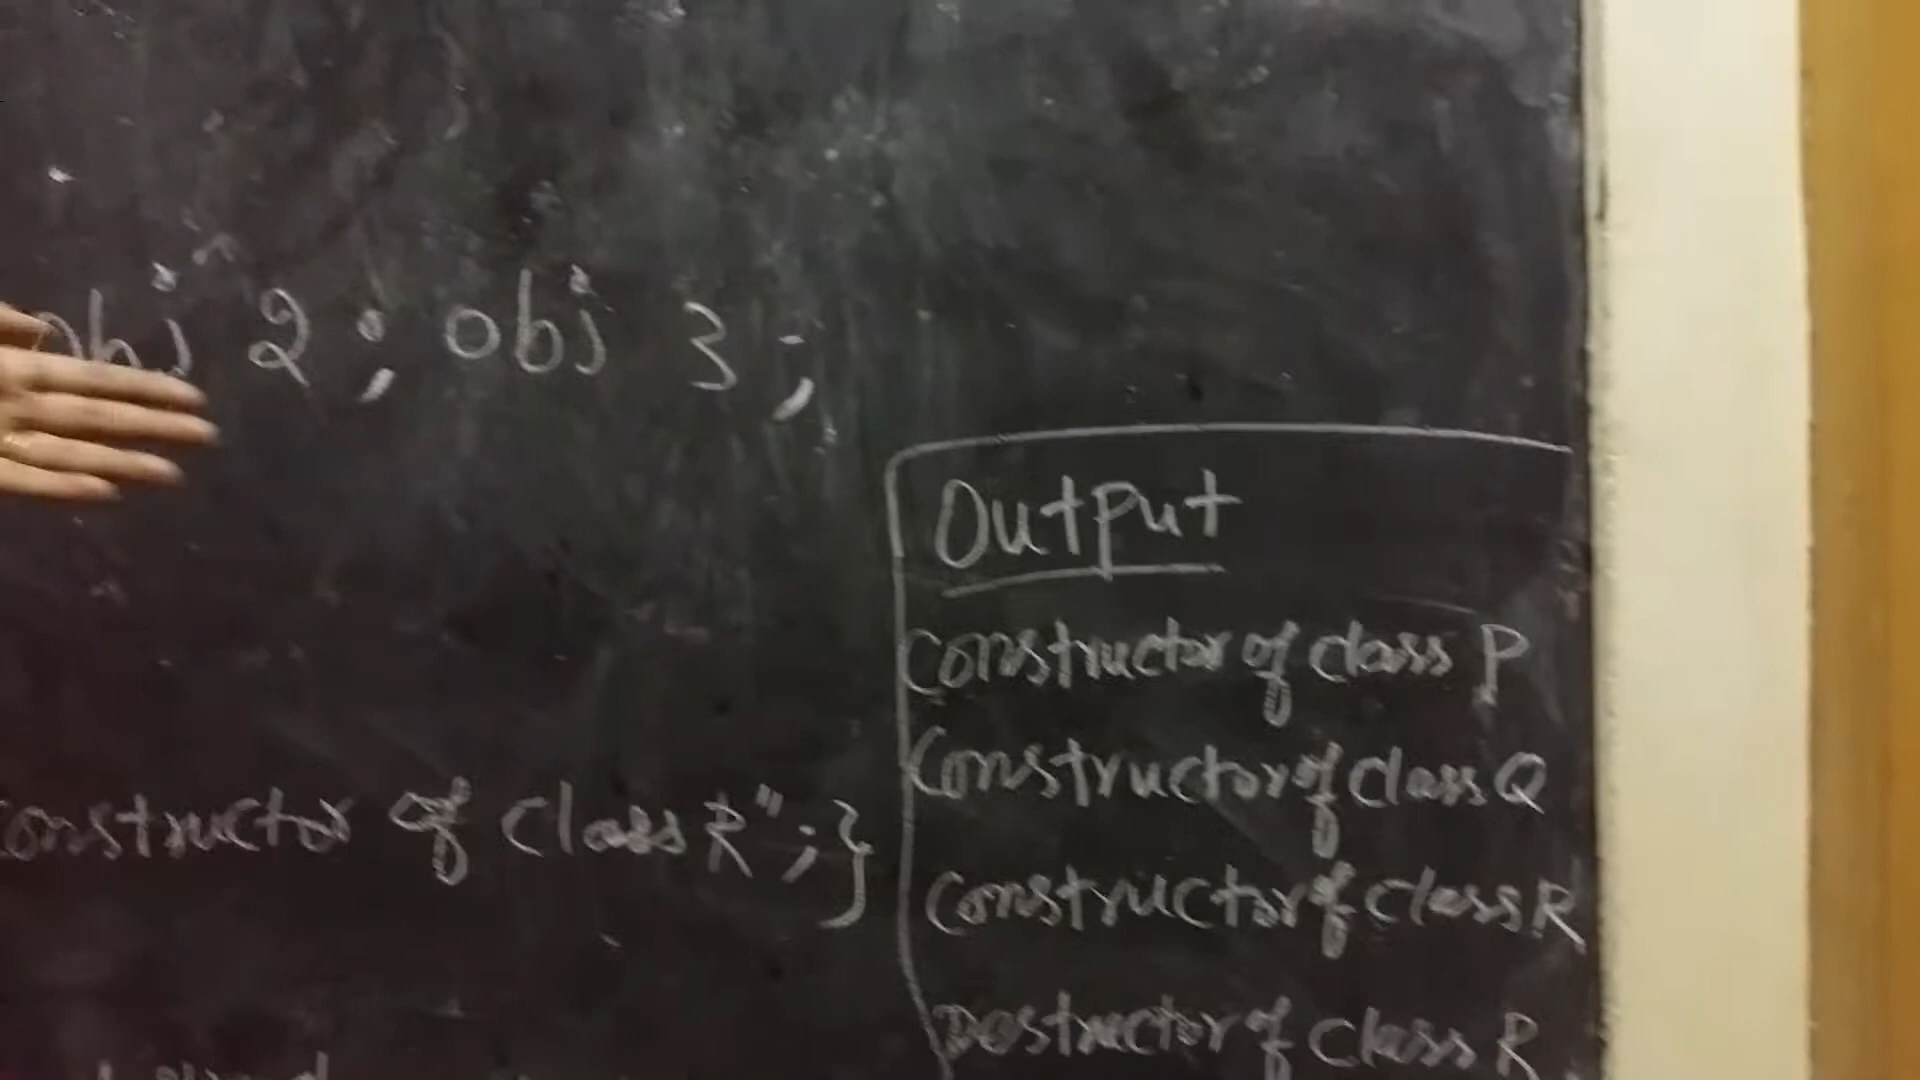 obj 2; obj 3;
Output
Constructor of class P
Constructor of class Q
onstructor of class R"; }
Constructor of class R
Destructor of class R